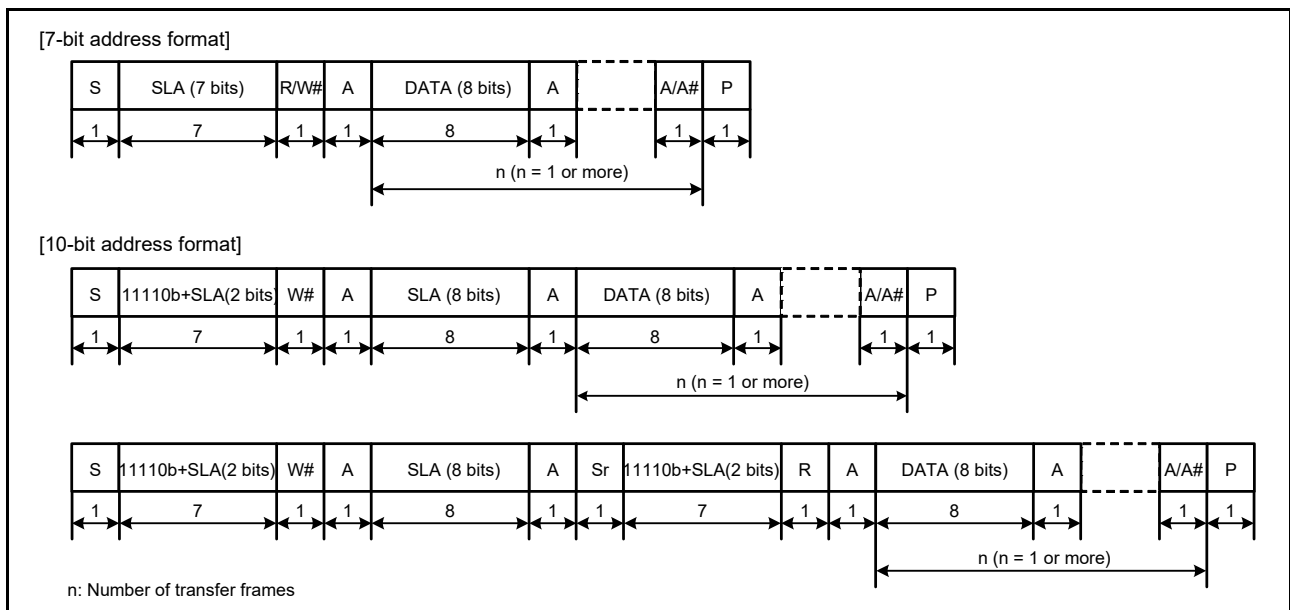 [7-bit address format]
S SLA (7 bits) R/W# A DATA (8 bits) A A/A# P
1 7 1 1 8 1 1 1
n (n = 1 or more)
[10-bit address format]
S 11110b+SLA(2 bits) W# A SLA (8 bits) A DATA (8 bits) A A/A# P
1 7 1 1 8 1 8 1 1 1
n (n = 1 or more)
S 11110b+SLA(2 bits) W# A SLA (8 bits) A Sr 11110b+SLA(2 bits) R A DATA (8 bits) A A/A# P
1 7 1 1 8 1 1 7 1 1 8 1 1 1
n (n = 1 or more)
n: Number of transfer frames